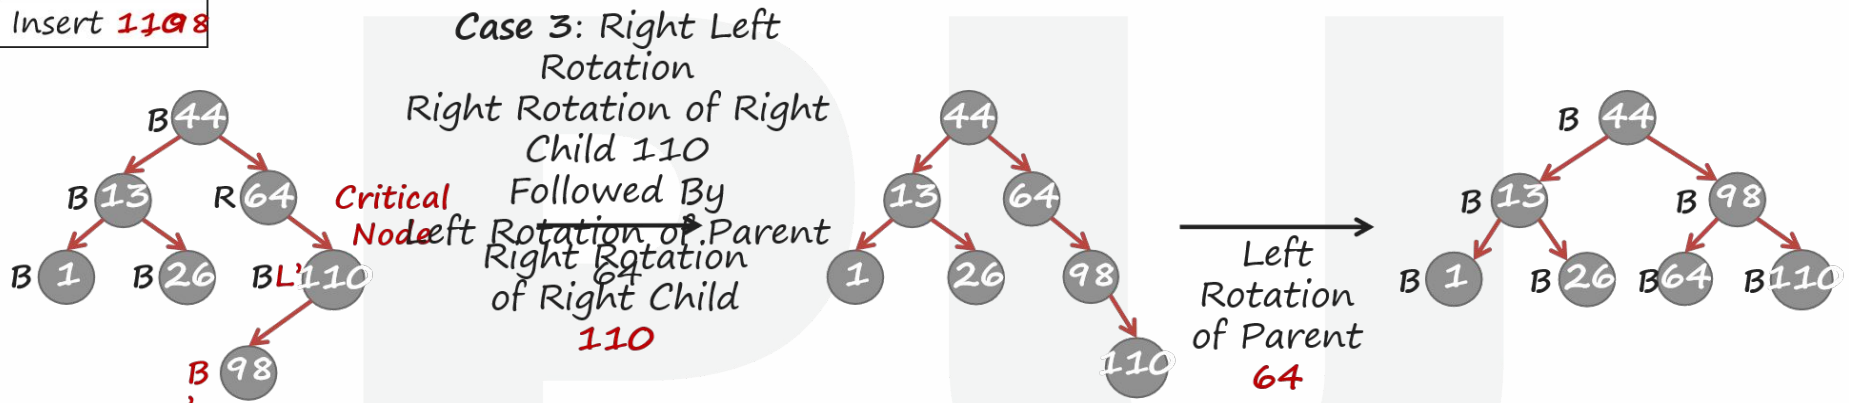 Insert 110 98
Case 3: Right Left
Rotation
Right Rotation of Right
Child 110
Followed By
Left Rotation of Parent
64
Right Rotation
of Right Child
110
Critical
Node
B 44
B 13 R 64
B 1 B 26 B L' 110
B' 98
44
13 64
1 26 98
110
Left
Rotation
of Parent
64
B 44
B 13 B 98
B 1 B 26 B 64 B 110